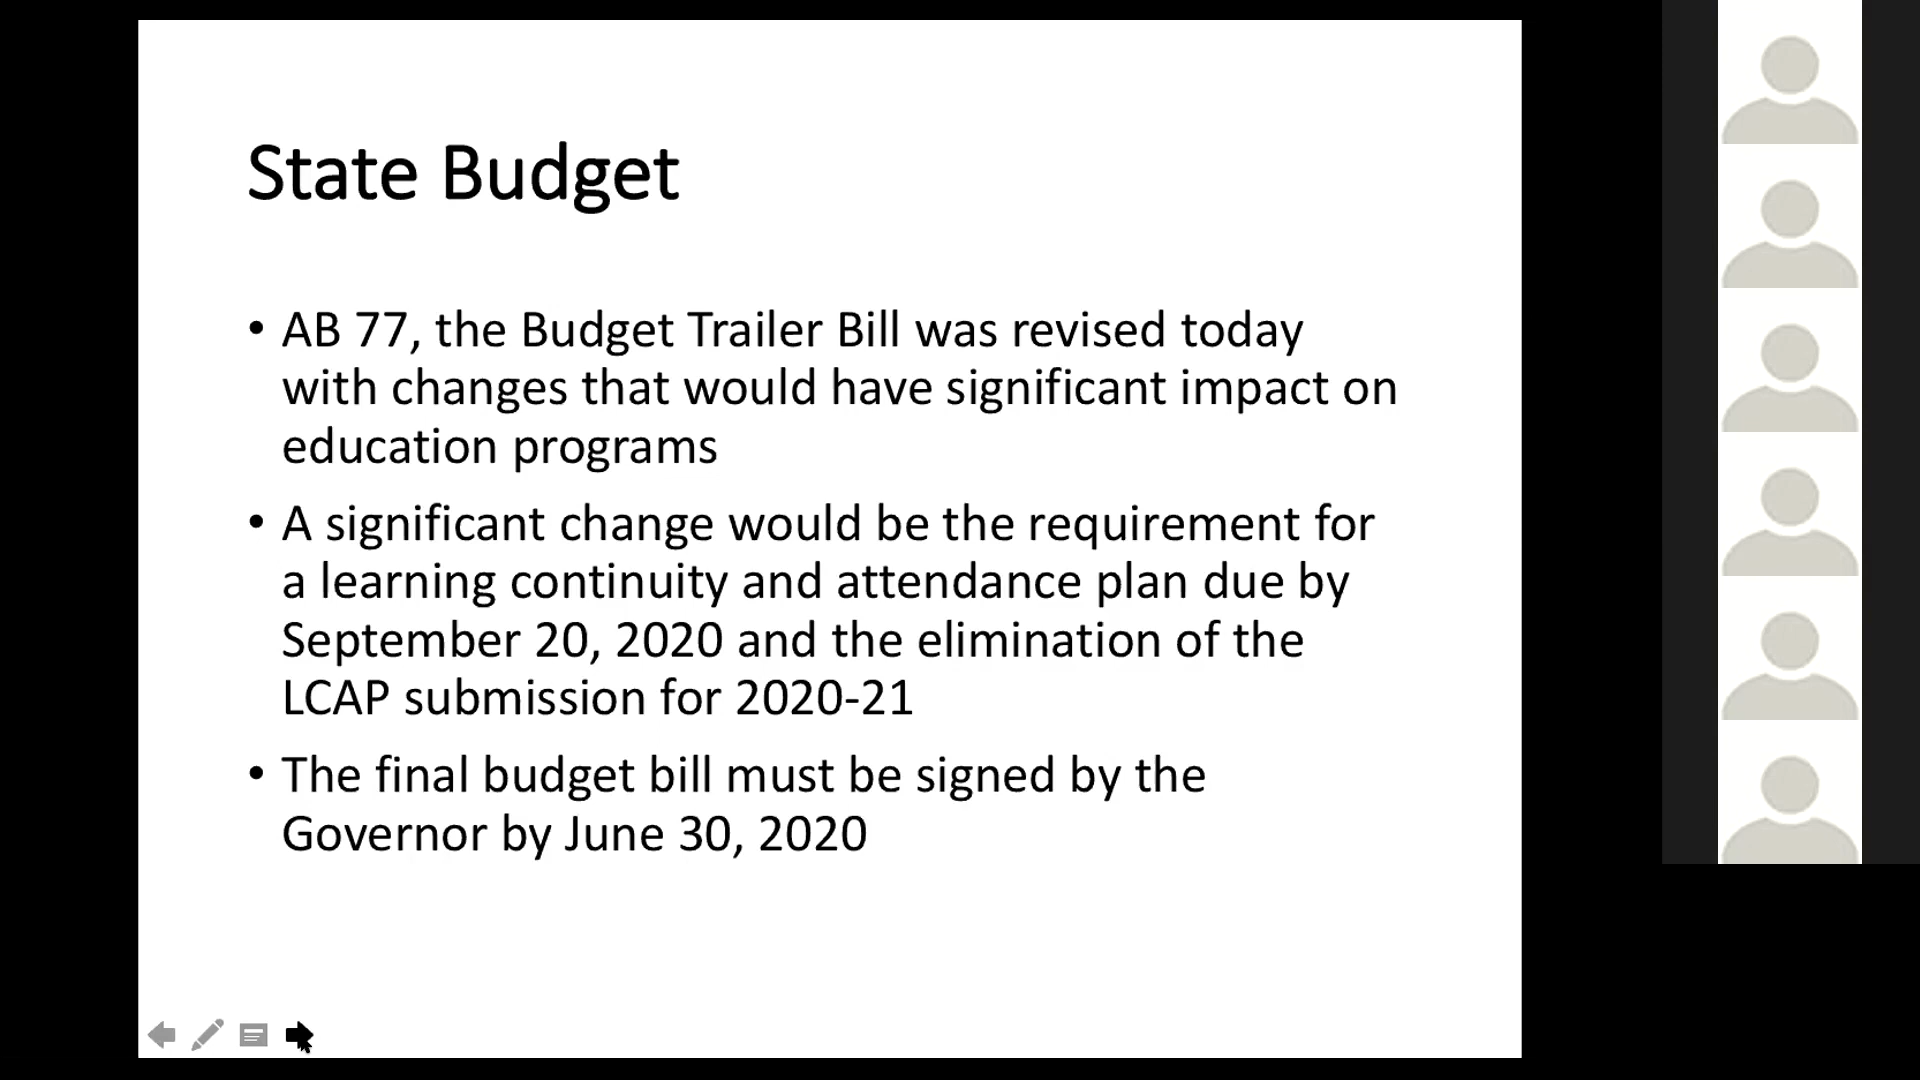 State Budget
• AB 77, the Budget Trailer Bill was revised today
with changes that would have significant impact on
education programs
• A significant change would be the requirement for
a learning continuity and attendance plan due by
September 20, 2020 and the elimination of the
LCAP submission for 2020-21
• The final budget bill must be signed by the
Governor by June 30, 2020